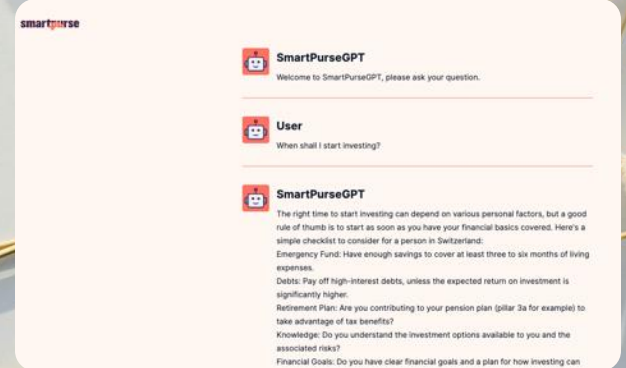 smartpurse
SmartPurseGPT
Welcome to SmartPurseGPT, please ask your question.
User
When shall I start investing?
SmartPurseGPT
The right time to start investing can depend on various personal factors, but a good
rule of thumb is to start as soon as you have your financial basics covered. Here's a
simple checklist to consider for a person in Switzerland:
Emergency Fund: Have enough savings to cover at least three to six months of living
expenses.
Debts: Pay off high-interest debts, unless the expected return on investment is
significantly higher.
Retirement Plan: Are you contributing to your pension plan (pillar 3a for example) to
take advantage of tax benefits?
Knowledge: Do you understand the investment options available to you and the
associated risks?
Financial Goals: Do you have clear financial goals and a plan for how investing can